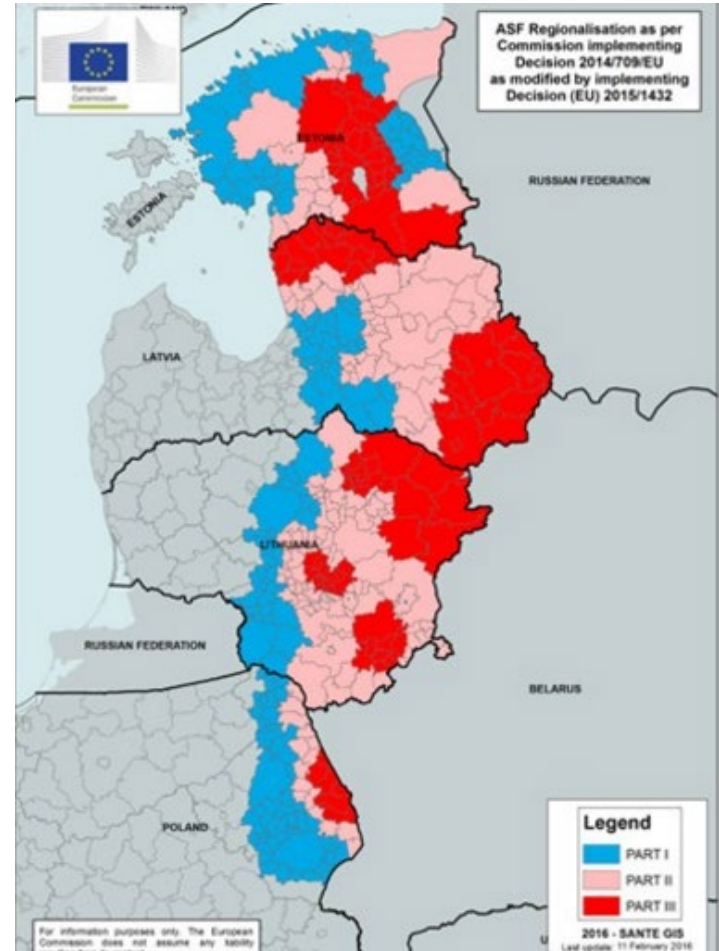 European
Commission
ASF Regionalisation as per
Commission implementing
Decision 2014/709/EU
as modified by implementing
Decision (EU) 2015/1432
ESTONIA
RUSSIAN FEDERATION
ESTONIA
LATVIA
LITHUANIA
RUSSIAN FEDERATION
BELARUS
POLAND
Legend
PART I
PART II
PART III
2016 - SANTE GIS
Last update: 11 February 2016
For information purposes only. The European
Commission does not assume any liability